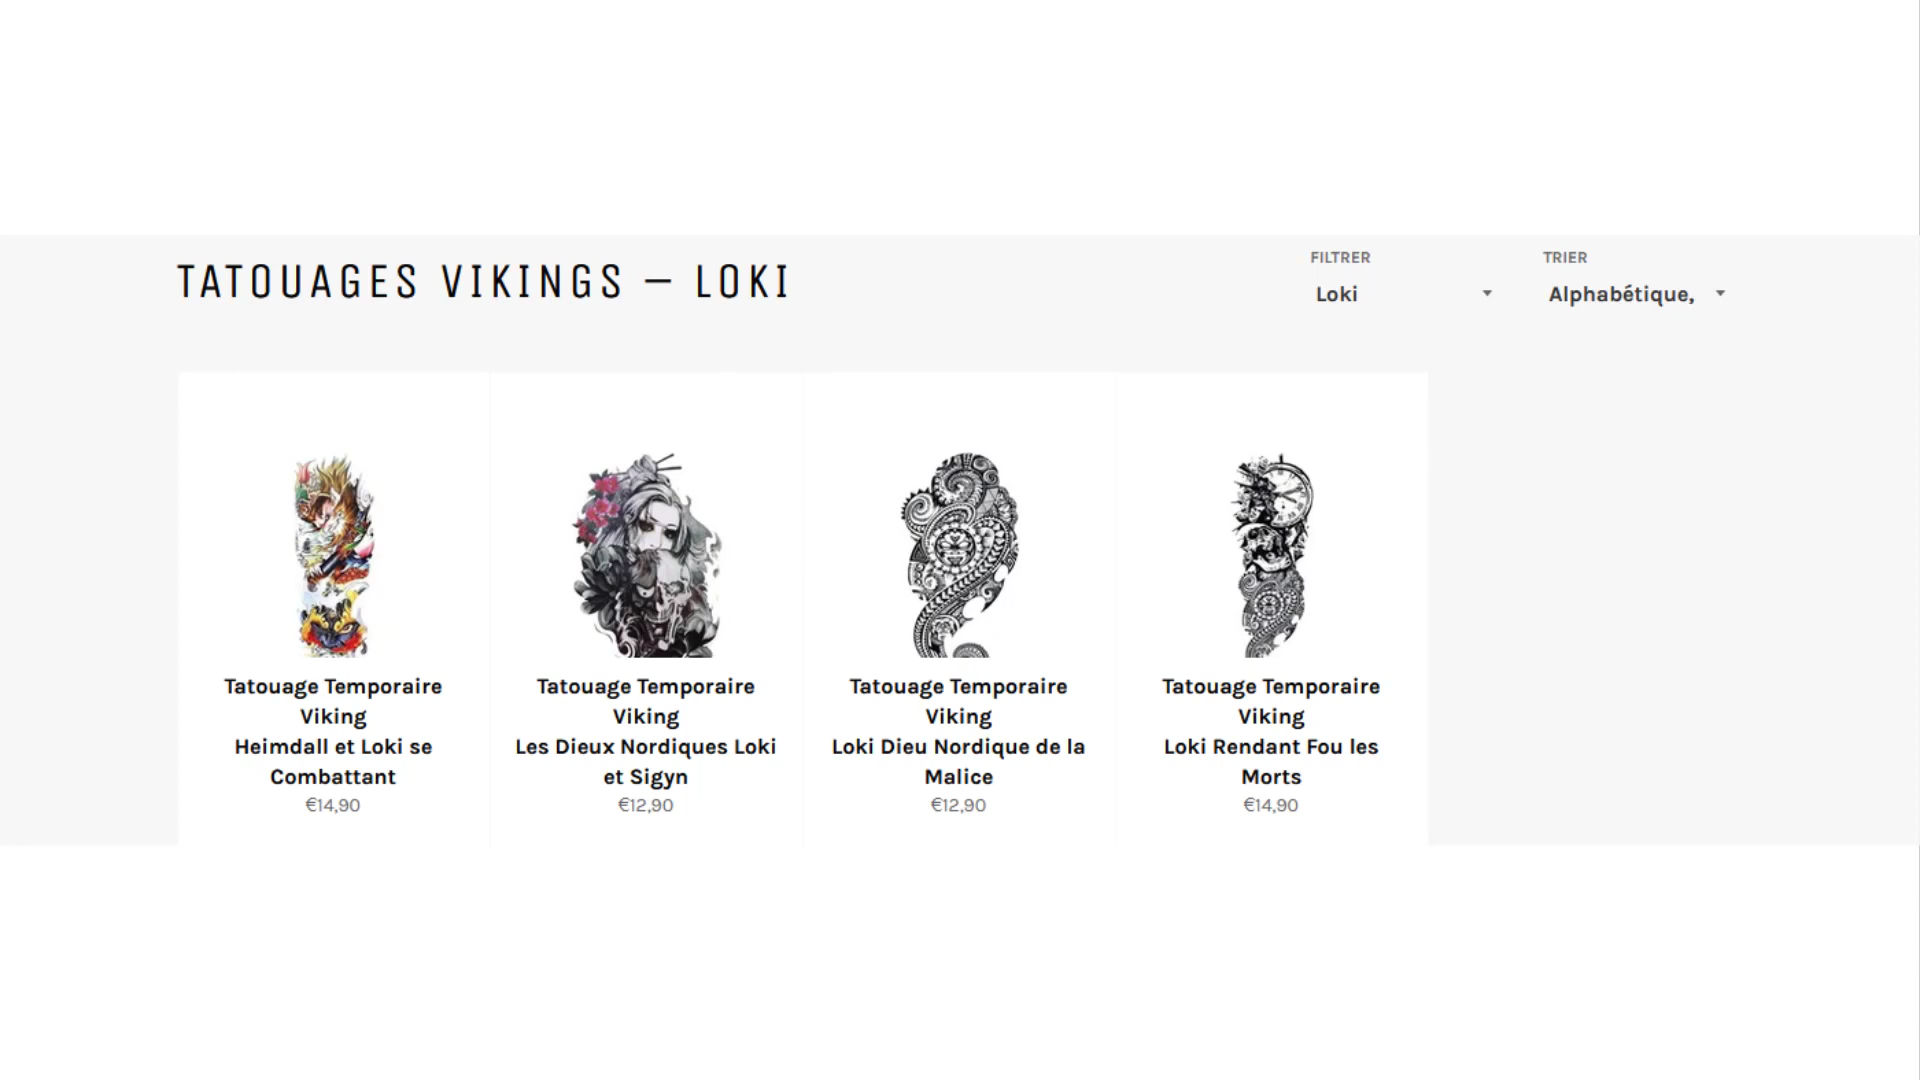 TATOUAGES VIKINGS — LOKI
FILTRER
Loki
TRIER
Alphabétique,
Tatouage Temporaire
Viking
Heimdall et Loki se
Combattant
€14,90
Tatouage Temporaire
Viking
Les Dieux Nordiques Loki
et Sigyn
€12,90
Tatouage Temporaire
Viking
Loki Dieu Nordique de la
Malice
€12,90
Tatouage Temporaire
Viking
Loki Rendant Fou les
Morts
€14,90